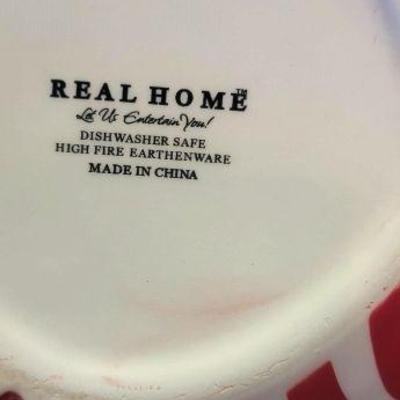 REAL HOME™
Let Us Entertain You!
DISHWASHER SAFE
HIGH FIRE EARTHENWARE
MADE IN CHINA